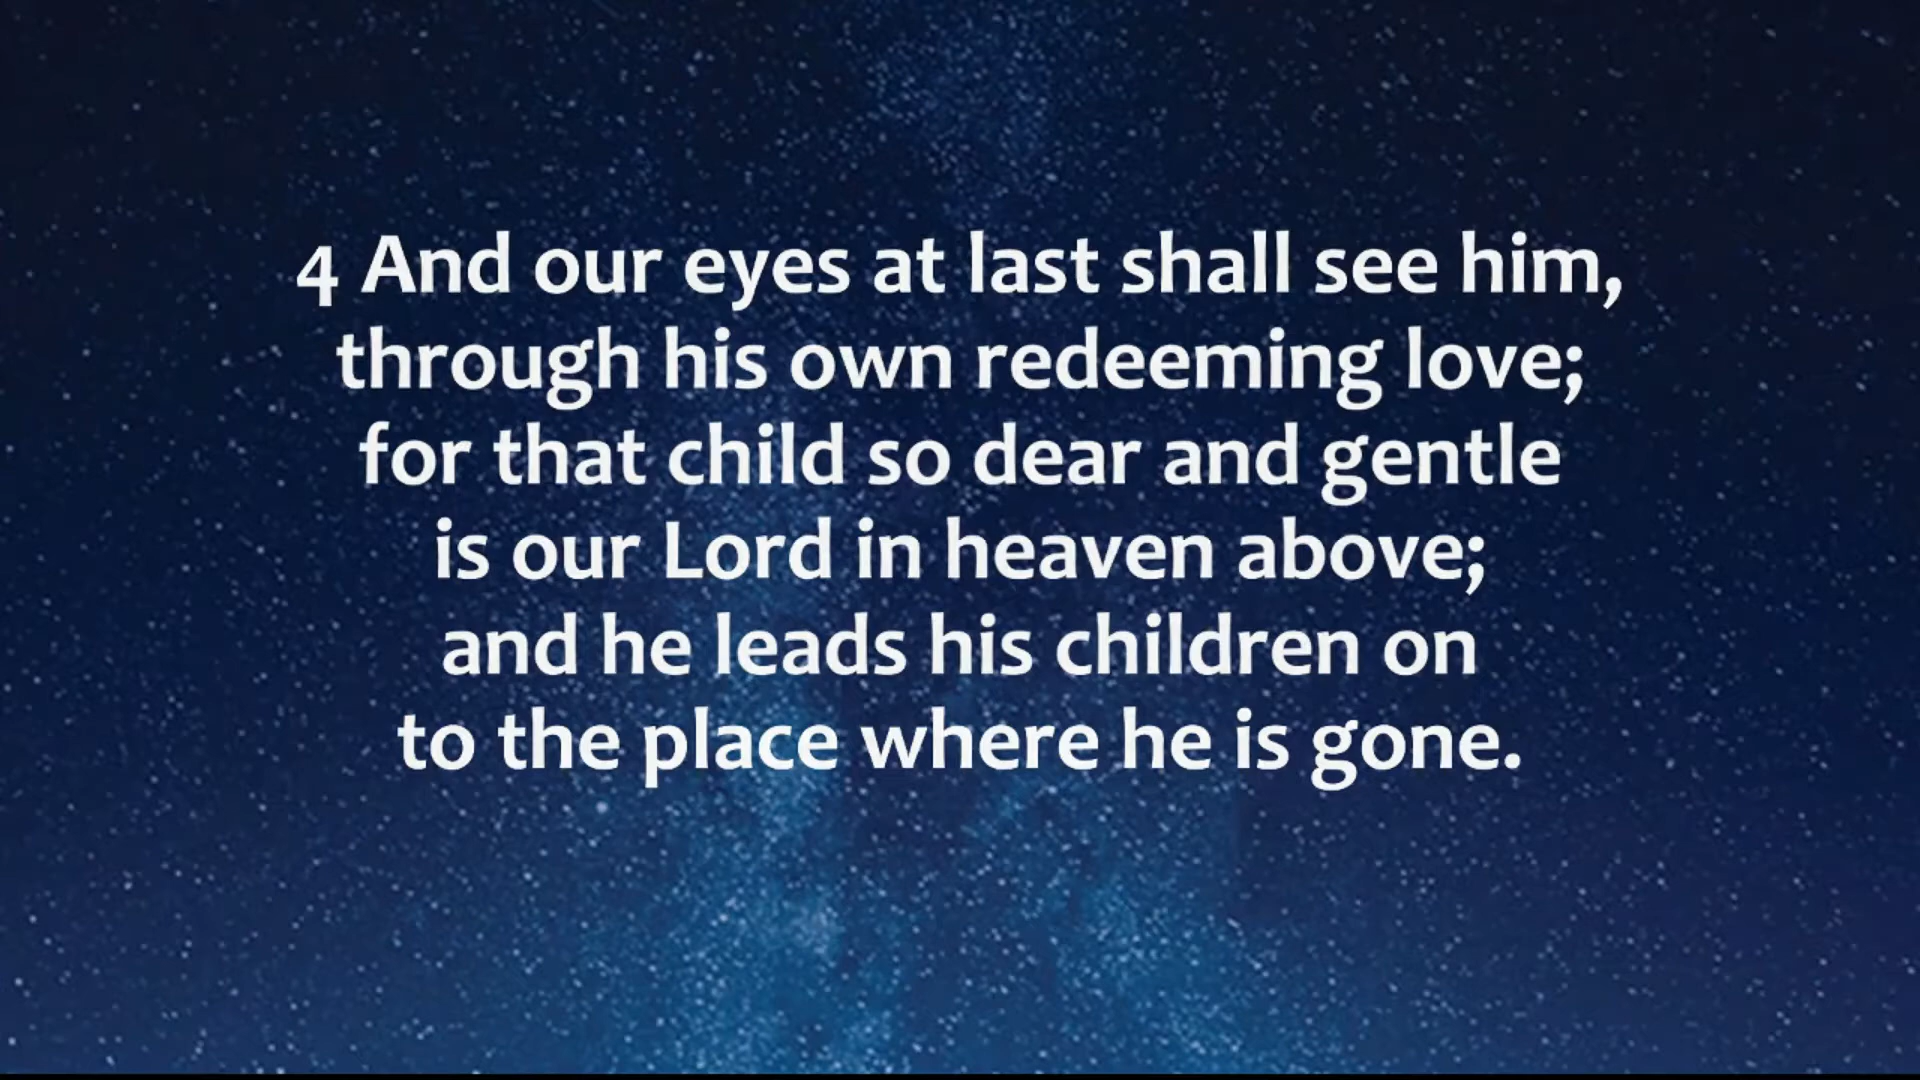 4 And our eyes at last shall see him,
through his own redeeming love;
for that child so dear and gentle
is our Lord in heaven above;
and he leads his children on
to the place where he is gone.